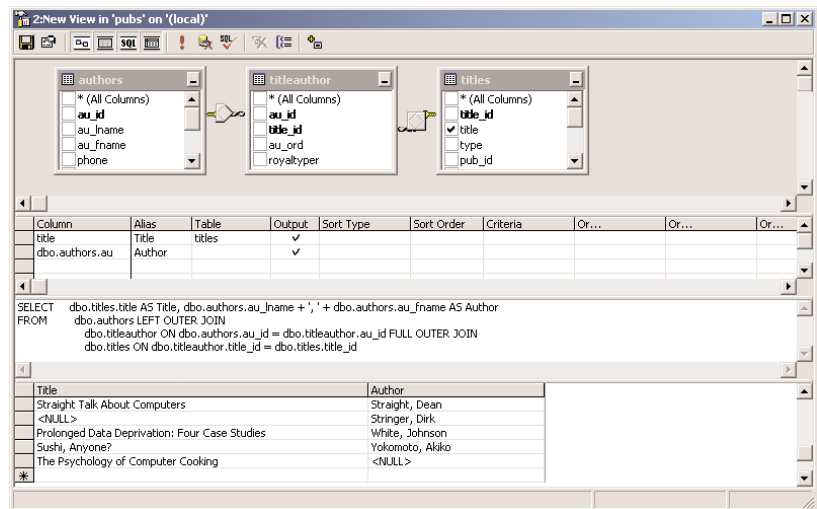 2:New View in 'pubs' on '(local)'
SQL SQL
authors titleauthor titles
* (All Columns) * (All Columns) * (All Columns)
au_id au_id title_id
au_lname title_id title
au_fname au_ord type
phone royaltyper pub_id
Column Alias Table Output Sort Type Sort Order Criteria Or... Or... Or...
title Title titles
dbo.authors.au Author
SELECT dbo.titles.title AS Title, dbo.authors.au_lname + ', ' + dbo.authors.au_fname AS Author
FROM dbo.authors LEFT OUTER JOIN
dbo.titleauthor ON dbo.authors.au_id = dbo.titleauthor.au_id FULL OUTER JOIN
dbo.titles ON dbo.titleauthor.title_id = dbo.titles.title_id
Title Author
Straight Talk About Computers Straight, Dean
<NULL> Stringer, Dirk
Prolonged Data Deprivation: Four Case Studies White, Johnson
Sushi, Anyone? Yokomoto, Akiko
The Psychology of Computer Cooking <NULL>